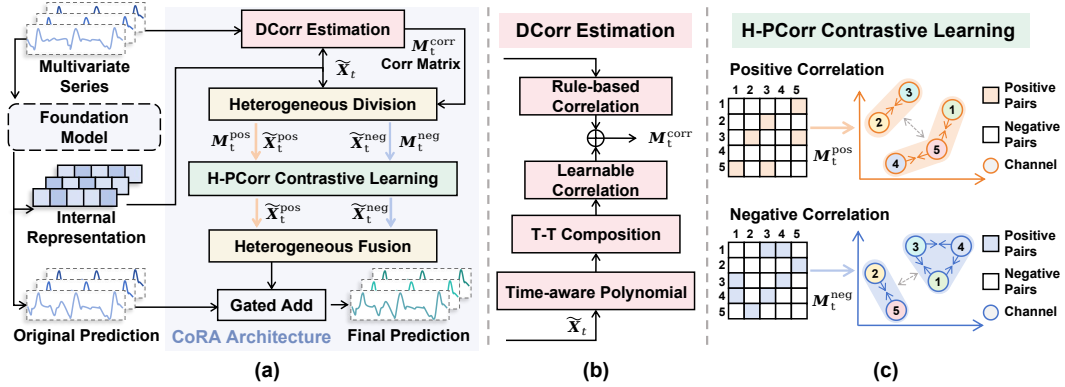 Multivariate
Series
Foundation
Model
Internal
Representation
Original Prediction
DCorr Estimation
M_t^corr
Corr Matrix
X̃_t
Heterogeneous Division
M_t^pos
X̃_t^pos
X̃_t^neg
M_t^neg
H-PCorr Contrastive Learning
X̃_t^pos
X̃_t^neg
Heterogeneous Fusion
Gated Add
CoRA Architecture
Final Prediction
(a)
DCorr Estimation
Rule-based
Correlation
M_t^corr
Learnable
Correlation
T-T Composition
Time-aware Polynomial
X̃_t
(b)
H-PCorr Contrastive Learning
Positive Correlation
1 2 3 4 5
1
2
3
4
5
M_t^pos
3
2
1
5
4
Positive
Pairs
Negative
Pairs
Channel
Negative Correlation
1 2 3 4 5
1
2
3
4
5
M_t^neg
3
4
2
1
5
Positive
Pairs
Negative
Pairs
Channel
(c)